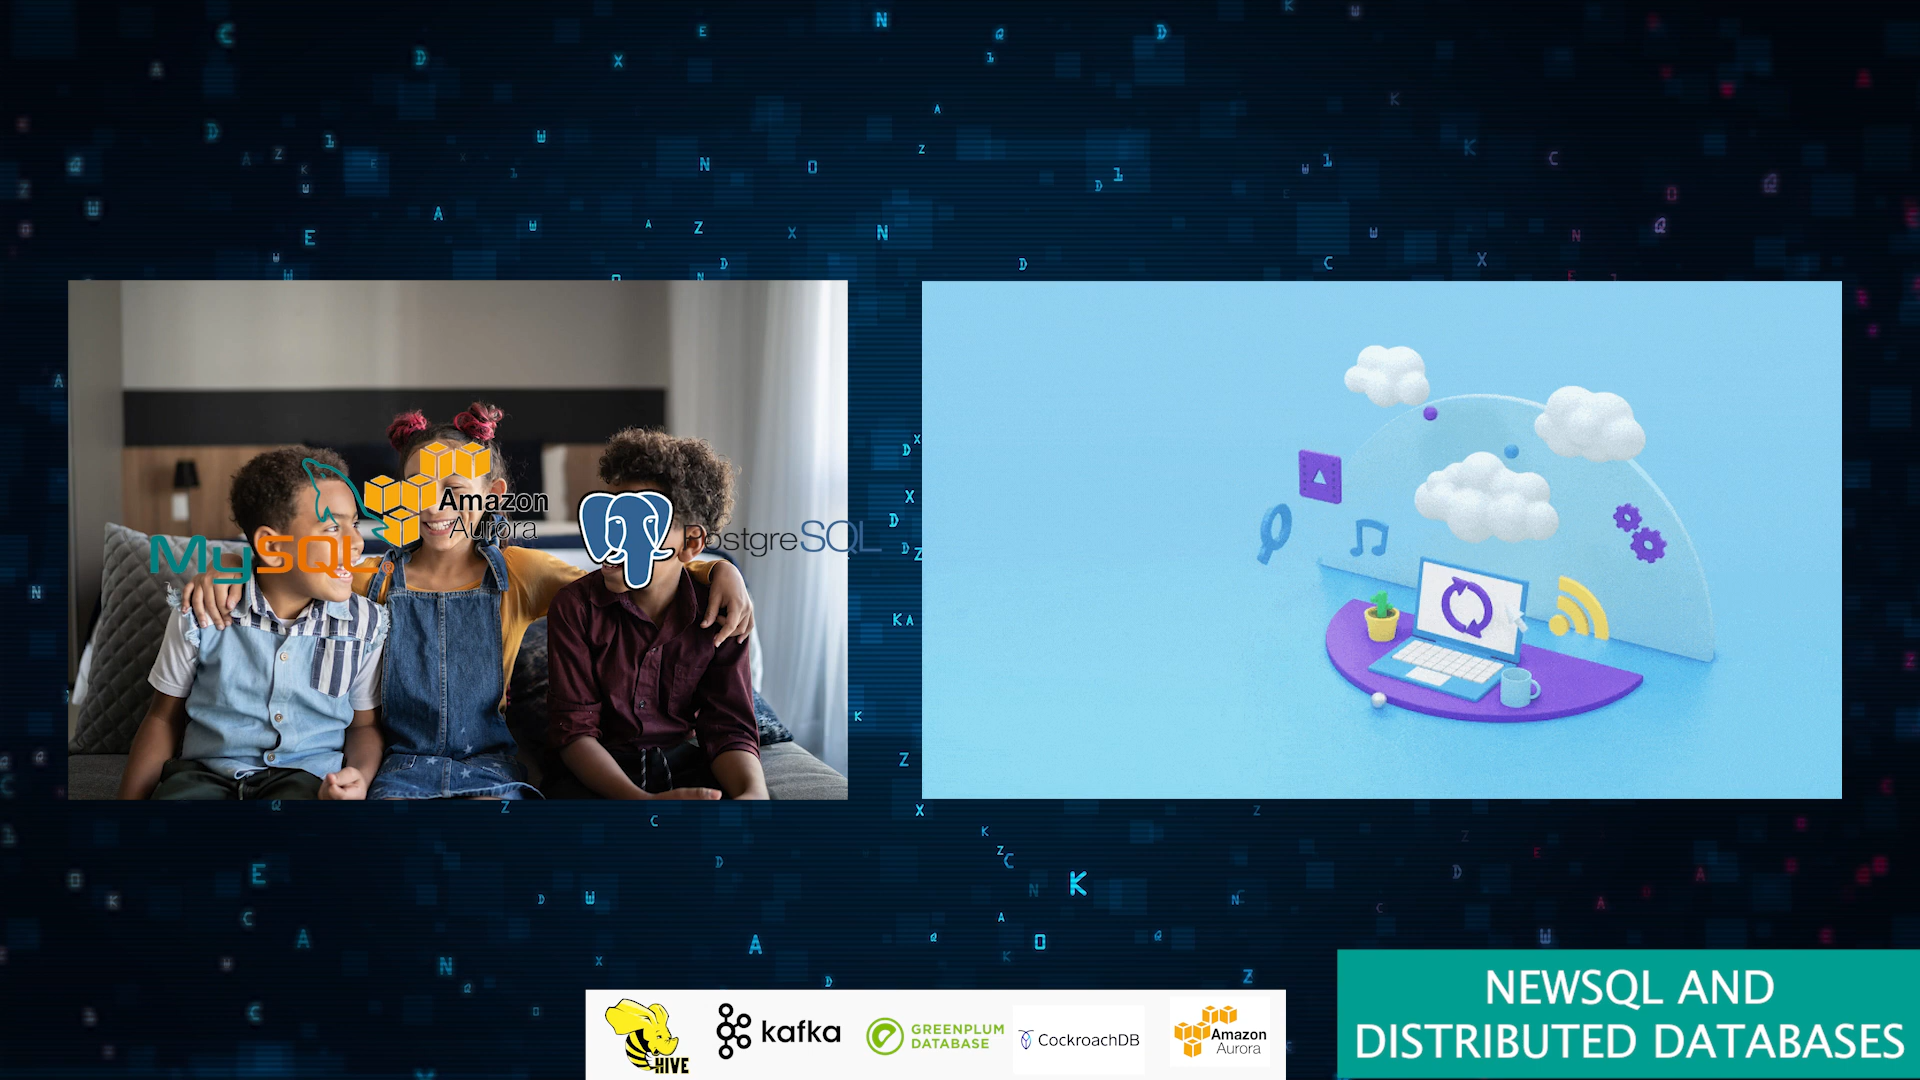 Amazon
Aurora
MySQL®
PostgreSQL
HIVE
kafka
GREENPLUM
DATABASE
CockroachDB
Amazon
Aurora
NEWSQL AND
DISTRIBUTED DATABASES